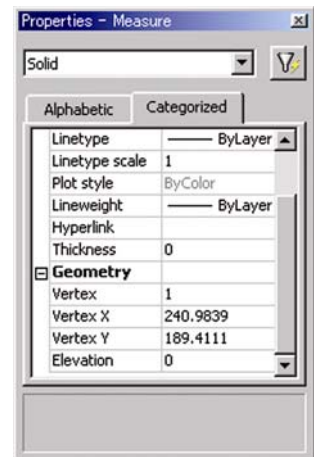 Properties - Measure
Solid
Alphabetic Categorized
Linetype ByLayer
Linetype scale 1
Plot style ByColor
Lineweight ByLayer
Hyperlink
Thickness 0
Geometry
Vertex 1
Vertex X 240.9839
Vertex Y 189.4111
Elevation 0